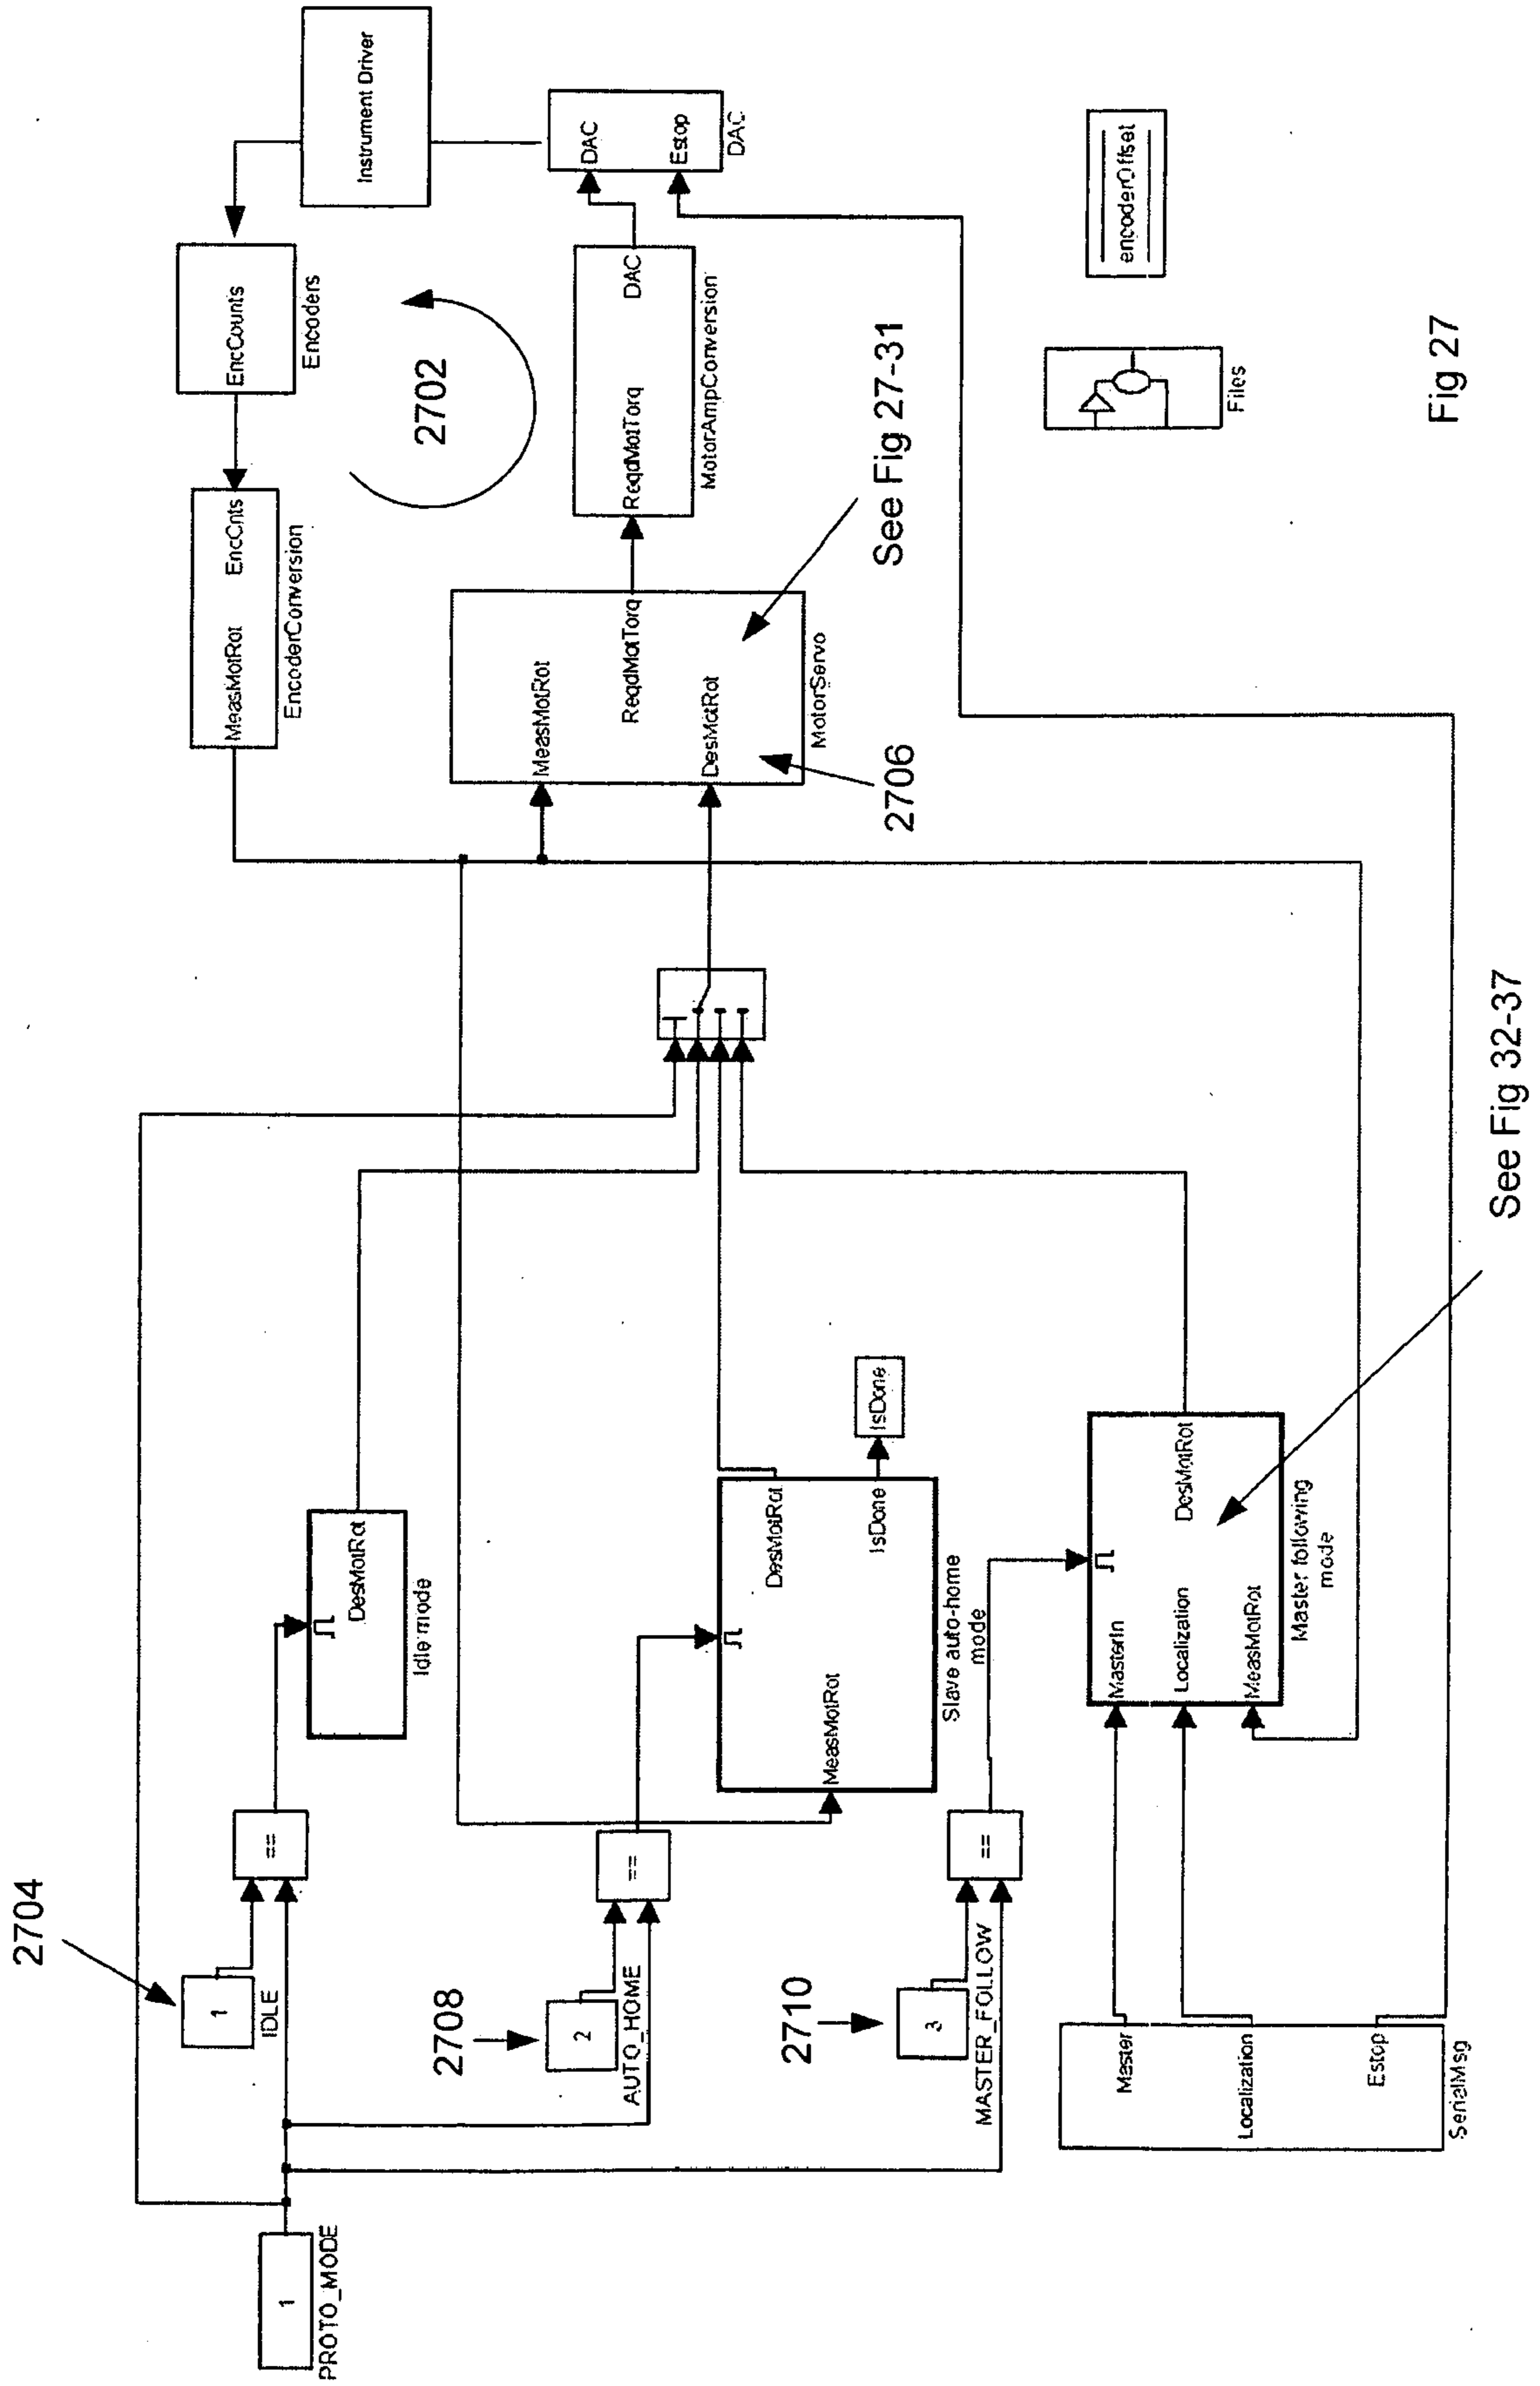 1
PROTO_MODE
2704
1
IDLE
==
DesMotRot
Idle mode
2708
2
AUTO_HOME
==
MeasMotRot
DesMotRot
IsDone
Slave auto-home
mode
IsDone
2710
3
MASTER_FOLLOW
==
Master
Localization
Estop
SerialMsg
MasterIn
Localization
MeasMotRot
DesMotRot
Master following
mode
See Fig 32-37
MeasMotRot
DesMotRot
ReqdMotTorq
MotorServo
2706
See Fig 27-31
MeasMotRot
EncCnts
EncoderConversion
EncCounts
Encoders
2702
ReqdMotTorq
DAC
MotorAmpConversion
Instrument Driver
DAC
Estop
DAC
Files
encoderOffset
Fig 27